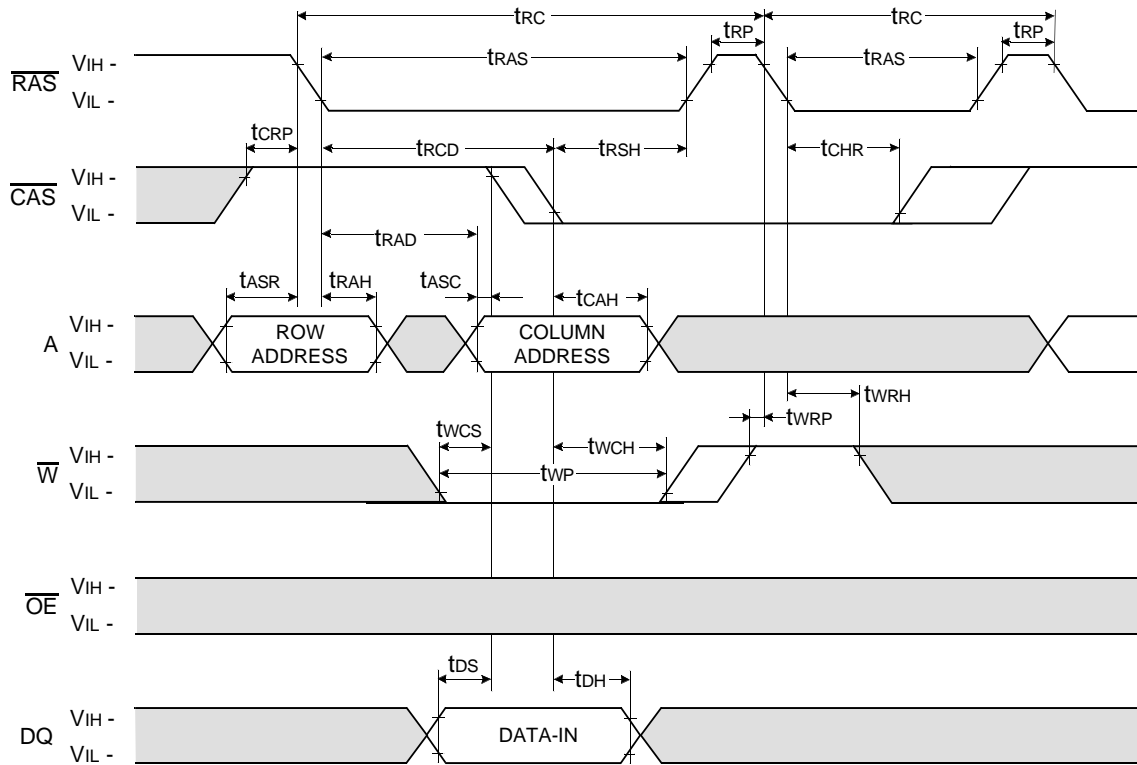 tRC tRC
tRP tRP
tRAS tRAS
RAS VIH -
VIL -
tCRP
tRCD tRSH tCHR
CAS VIH -
VIL -
tRAD
tASR tRAH tASC tCAH
A VIH -
VIL -
ROW ADDRESS
COLUMN ADDRESS
tWRH
tWRP
tWCS tWCH
tWP
W VIH -
VIL -
OE VIH -
VIL -
tDS tDH
DQ VIH -
VIL -
DATA-IN